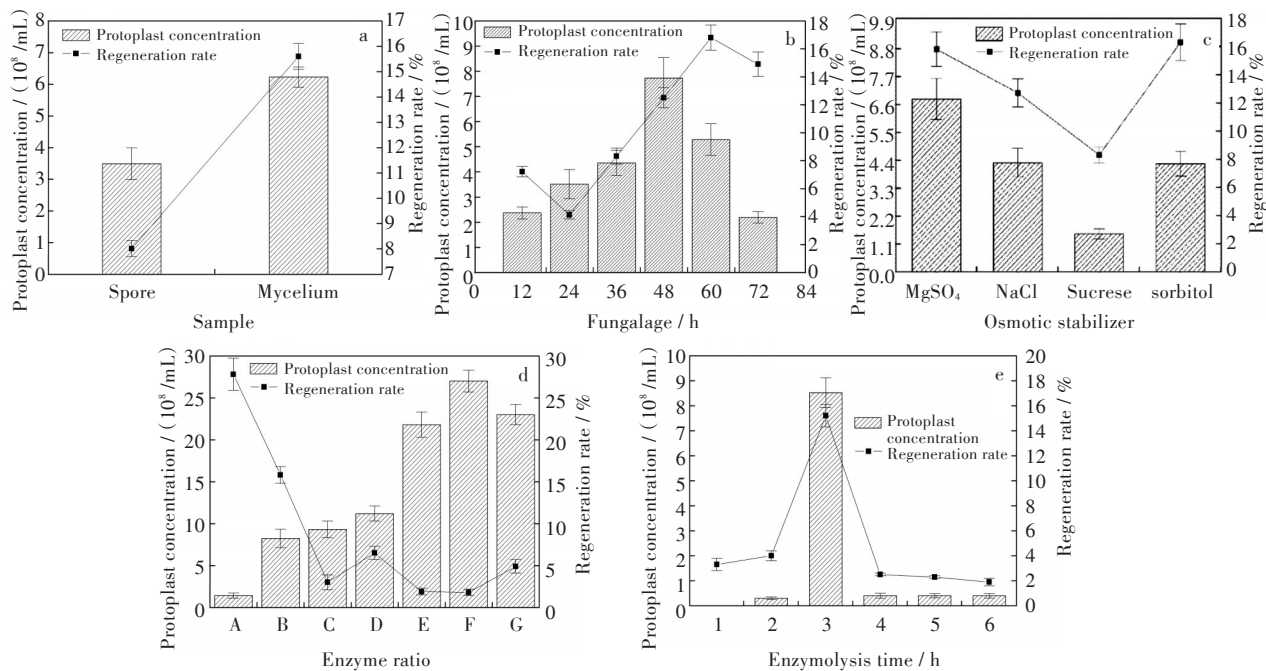 a
Protoplast concentration
Regeneration rate
Protoplast concentration / (10⁸ /mL)
8
7
6
5
4
3
2
1
0
17
16
15
14
13
12
11
10
9
8
7
Regeneration rate / %
Spore Mycelium
Sample
b
Protoplast concentration
Regeneration rate
Protoplast concentration / (10⁸ /mL)
10
9
8
7
6
5
4
3
2
1
0
18
16
14
12
10
8
6
4
2
0
Regeneration rate / %
0 12 24 36 48 60 72 84
Fungalage / h
c
Protoplast concentration
Regeneration rate
Protoplast concentration / (10⁸ /mL)
9.9
8.8
7.7
6.6
5.5
4.4
3.3
2.2
1.1
0.0
18
16
14
12
10
8
6
4
2
0
Regeneration rate / %
MgSO₄ NaCl Sucrese sorbitol
Osmotic stabilizer
d
Protoplast concentration
Regeneration rate
Protoplast concentration / (10⁸ /mL)
30
25
20
15
10
5
0
30
25
20
15
10
5
0
Regeneration rate / %
A B C D E F G
Enzyme ratio
e
Protoplast
concentration
Regeneration rate
Protoplast concentration / (10⁸ /mL)
10
9
8
7
6
5
4
3
2
1
0
20
18
16
14
12
10
8
6
4
2
0
Regeneration rate / %
1 2 3 4 5 6
Enzymolysis time / h